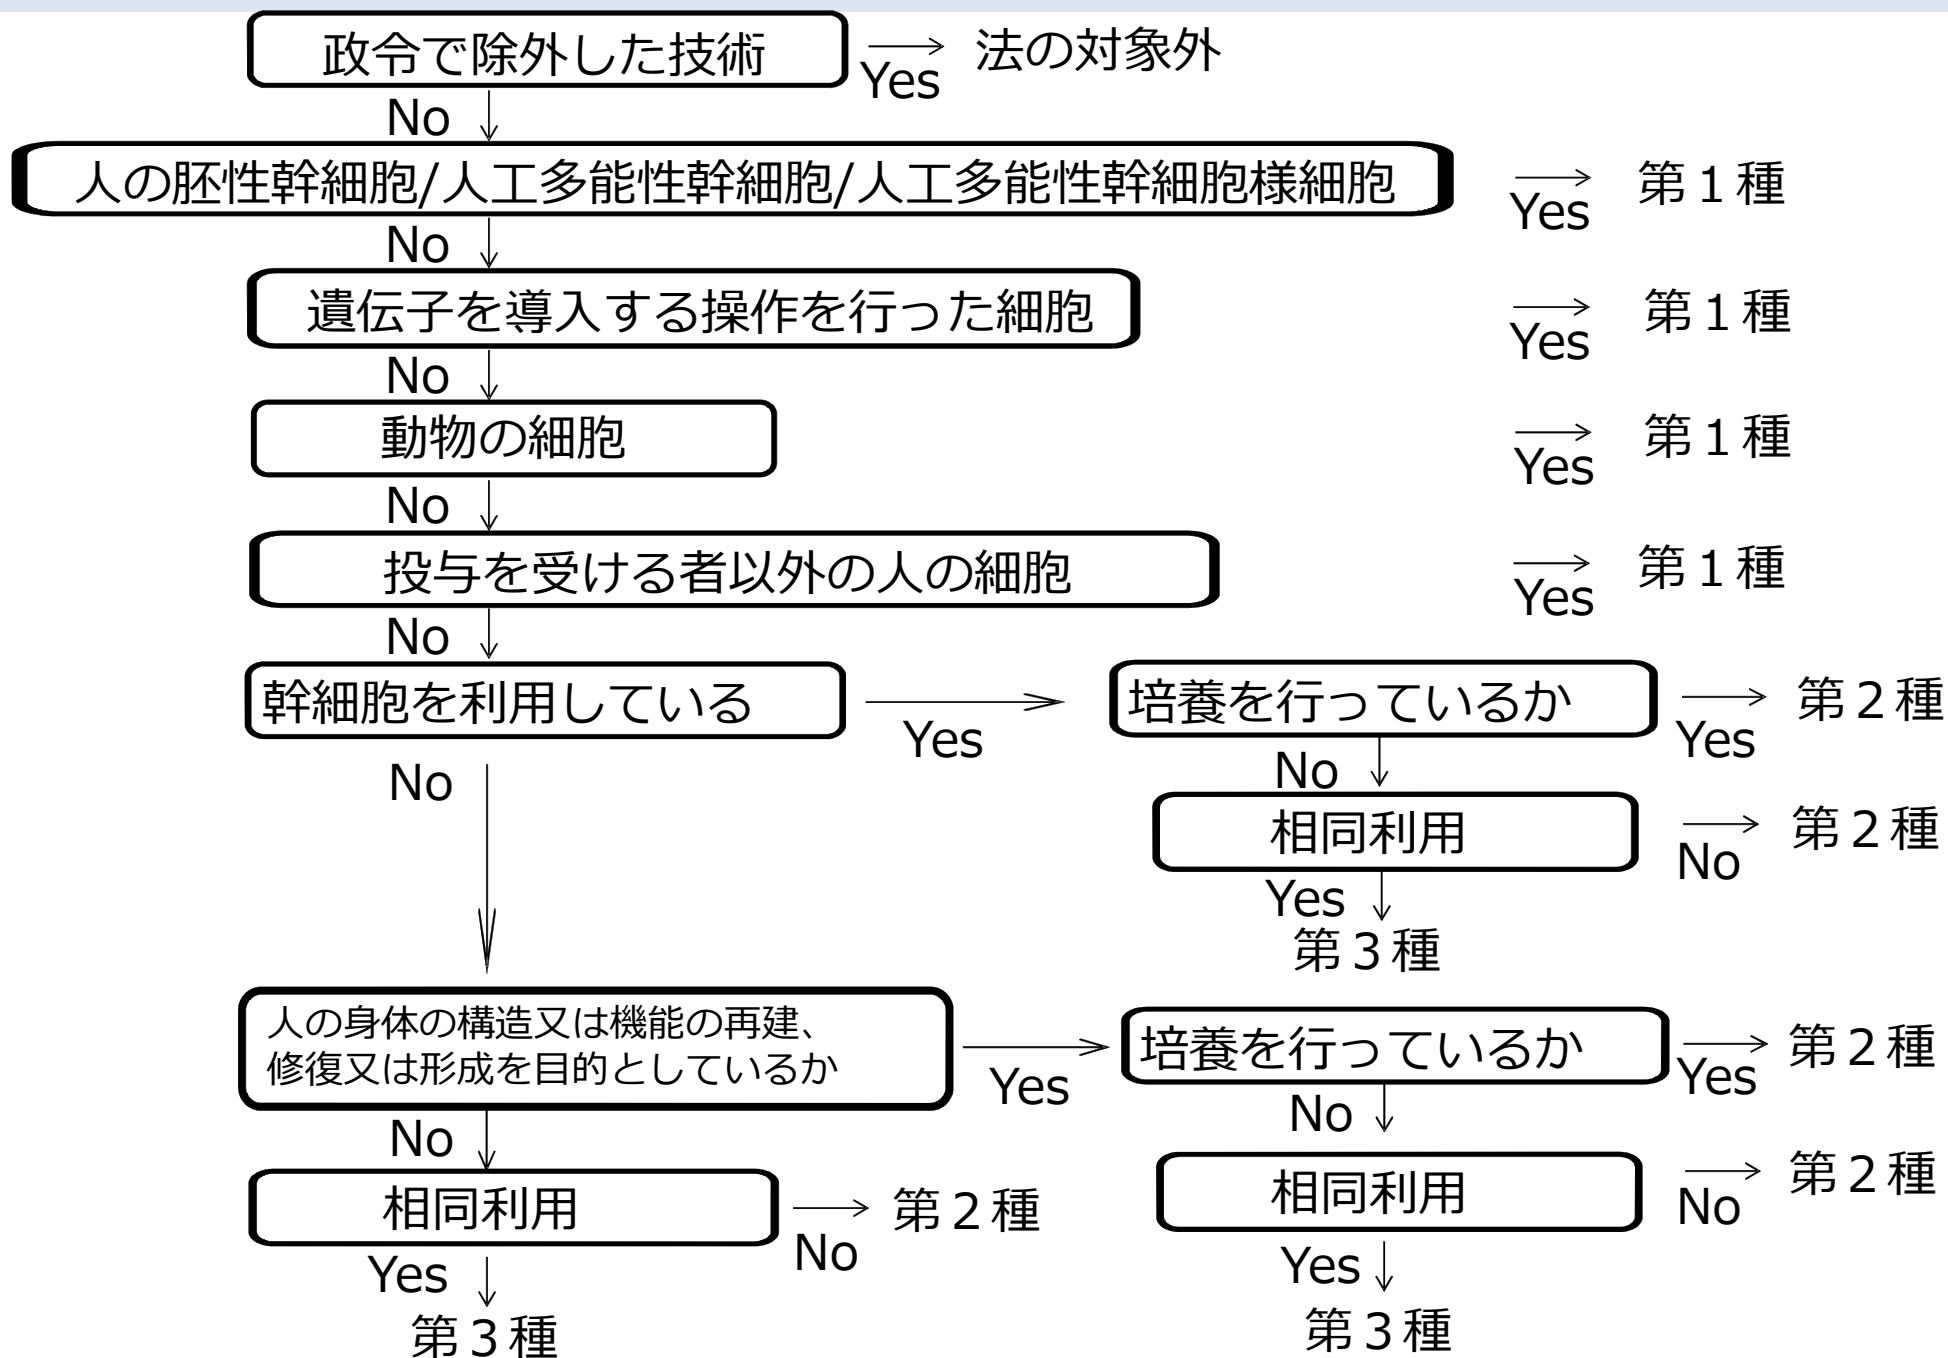 政令で除外した技術
Yes
法の対象外
No
人の胚性幹細胞/人工多能性幹細胞/人工多能性幹細胞様細胞
Yes
第１種
No
遺伝子を導入する操作を行った細胞
Yes
第１種
No
動物の細胞
Yes
第１種
No
投与を受ける者以外の人の細胞
Yes
第１種
No
幹細胞を利用している
Yes
培養を行っているか
Yes
第２種
No
No
相同利用
No
第２種
Yes
第３種
人の身体の構造又は機能の再建、
修復又は形成を目的としているか
Yes
培養を行っているか
Yes
第２種
No
No
相同利用
No
第２種
Yes
第３種
相同利用
No
第２種
Yes
第３種